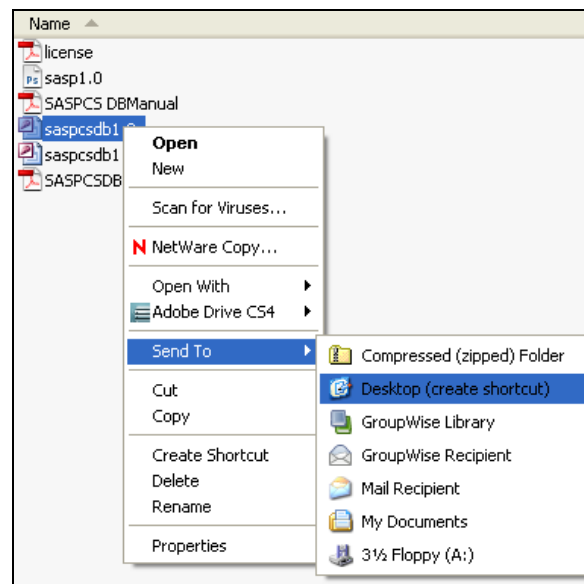 Name
license
sasp1.0
SASPCS DBManual
saspcsdb1
saspcsdb1
SASPCSDB
Open
New
Scan for Viruses...
NetWare Copy...
Open With
Adobe Drive CS4
Send To
Cut
Copy
Create Shortcut
Delete
Rename
Properties
Compressed (zipped) Folder
Desktop (create shortcut)
GroupWise Library
GroupWise Recipient
Mail Recipient
My Documents
3½ Floppy (A:)